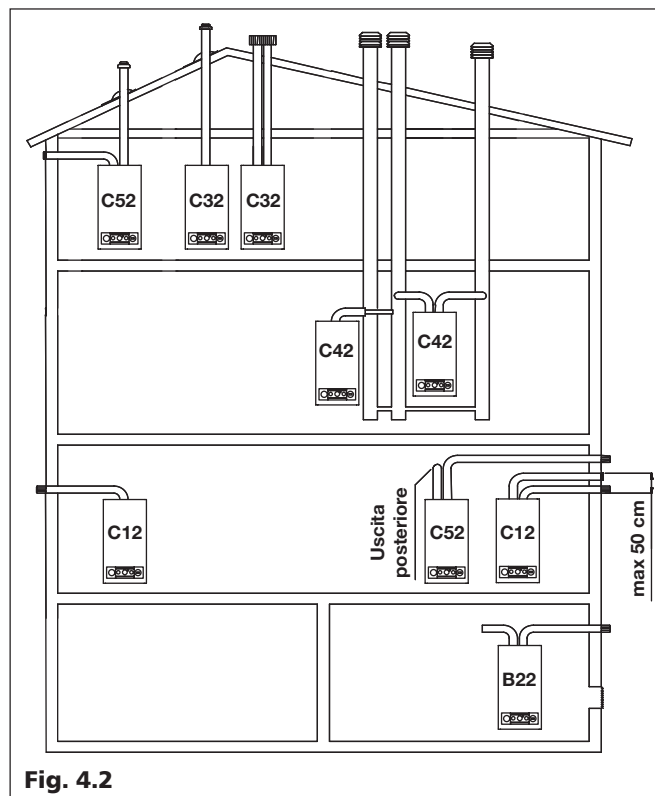 C52
C32
C32
C42
C42
C12
Uscita
posteriore
C52
C12
max 50 cm
B22
Fig. 4.2